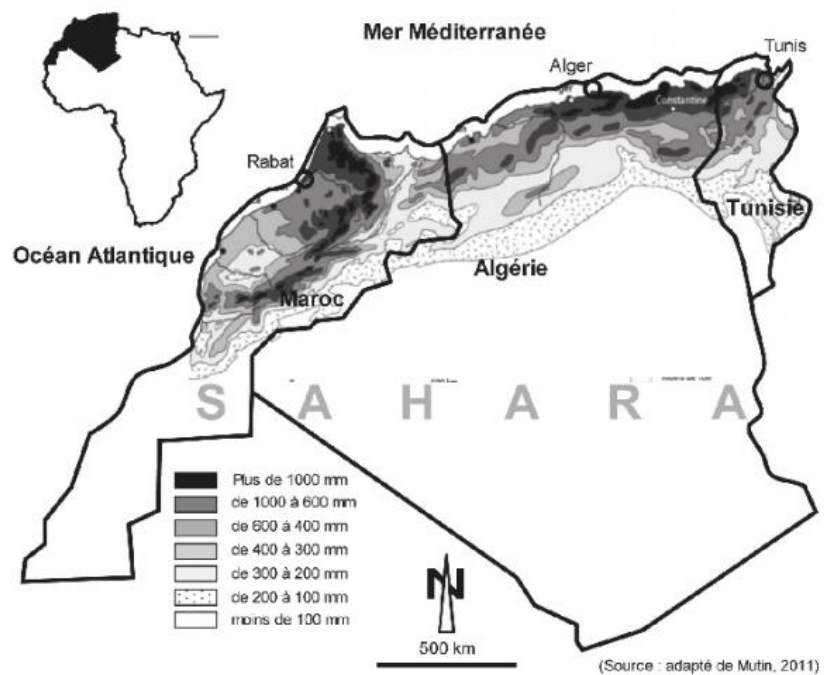 Mer Méditerranée
Tunis
Alger
Constantine
Rabat
Tunisie
Océan Atlantique
Algérie
Maroc
S A H A R A
Plus de 1000 mm
de 1000 à 600 mm
de 600 à 400 mm
de 400 à 300 mm
de 300 à 200 mm
de 200 à 100 mm
moins de 100 mm
N
500 km
(Source : adapté de Mutin, 2011)